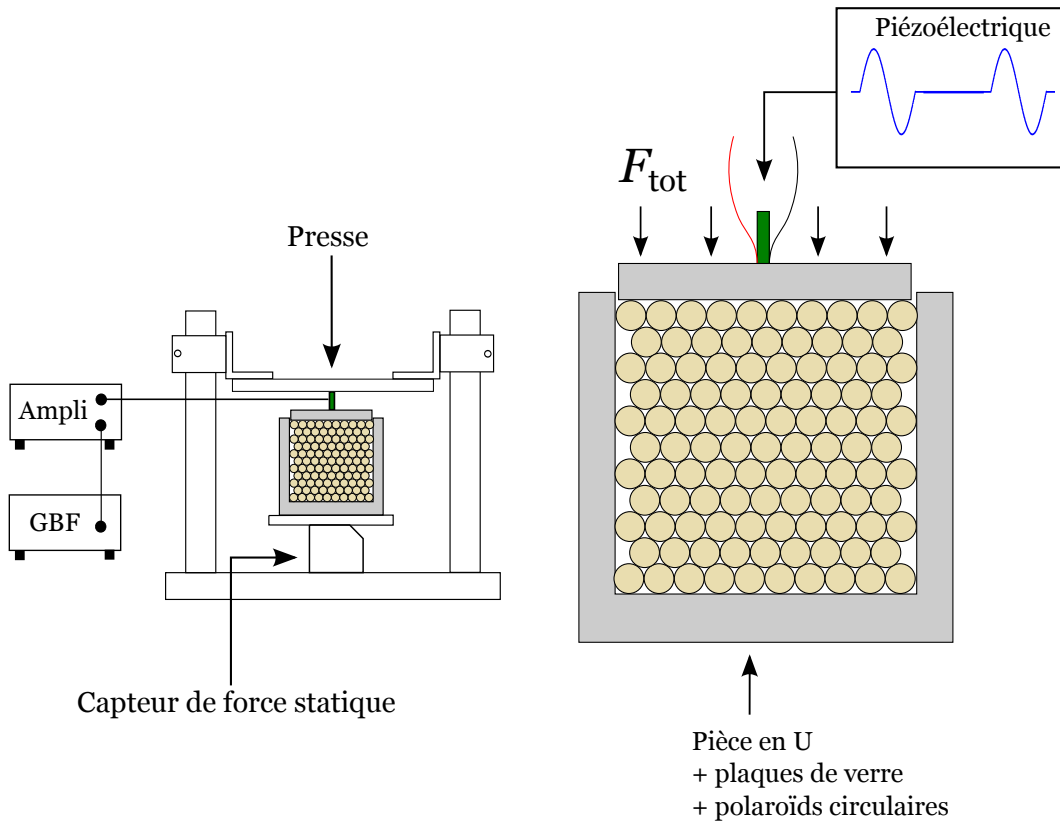 Piézoélectrique
F_tot
Presse
Ampli
GBF
Capteur de force statique
Pièce en U
+ plaques de verre
+ polaroïds circulaires